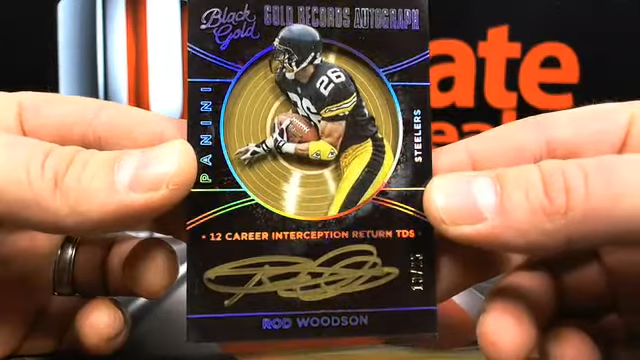 Black Gold
GOLD RECORDS AUTOGRAPH
PANINI
26
STEELERS
• 12 CAREER INTERCEPTION RETURN TDS •
ROD WOODSON
ate